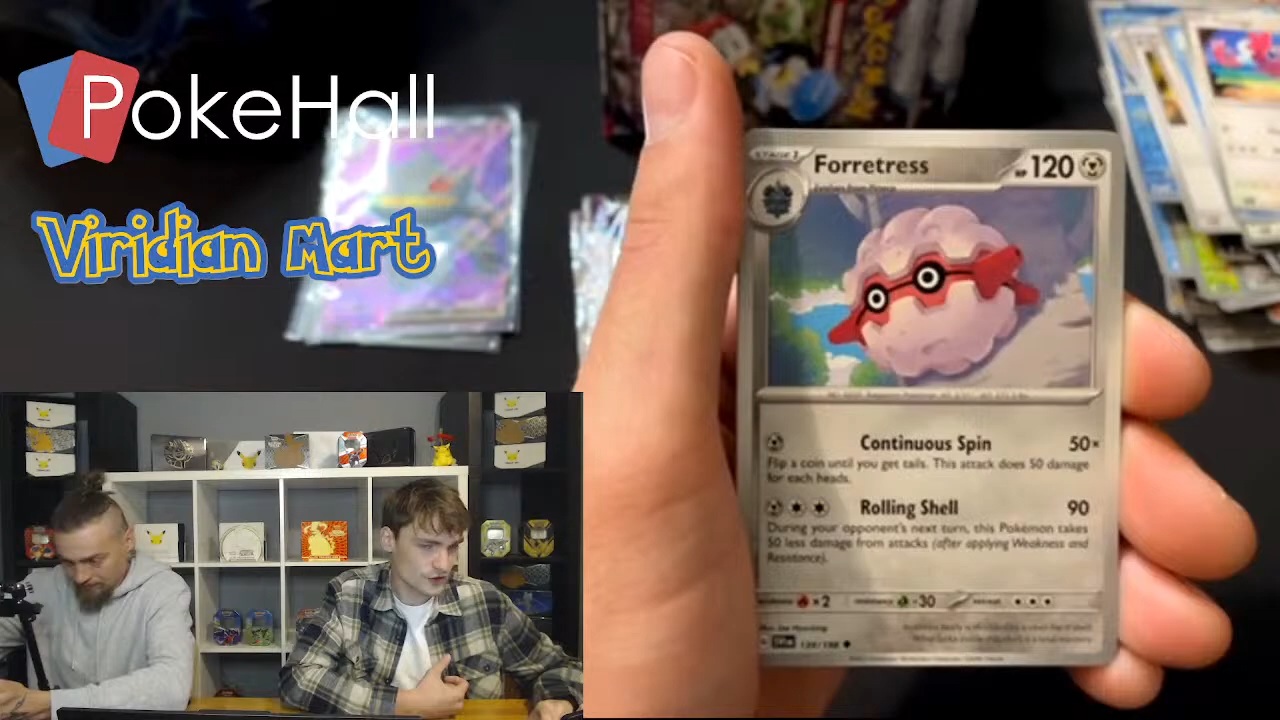 PokeHall
Viridian Mart
Forretress
HP 120
Continuous Spin 50×
Flip a coin until you get tails. This attack does 50 damage
for each heads.
Rolling Shell 90
During your opponent's next turn, this Pokémon takes
50 less damage from attacks (after applying Weakness and
Resistance).
×2
-30